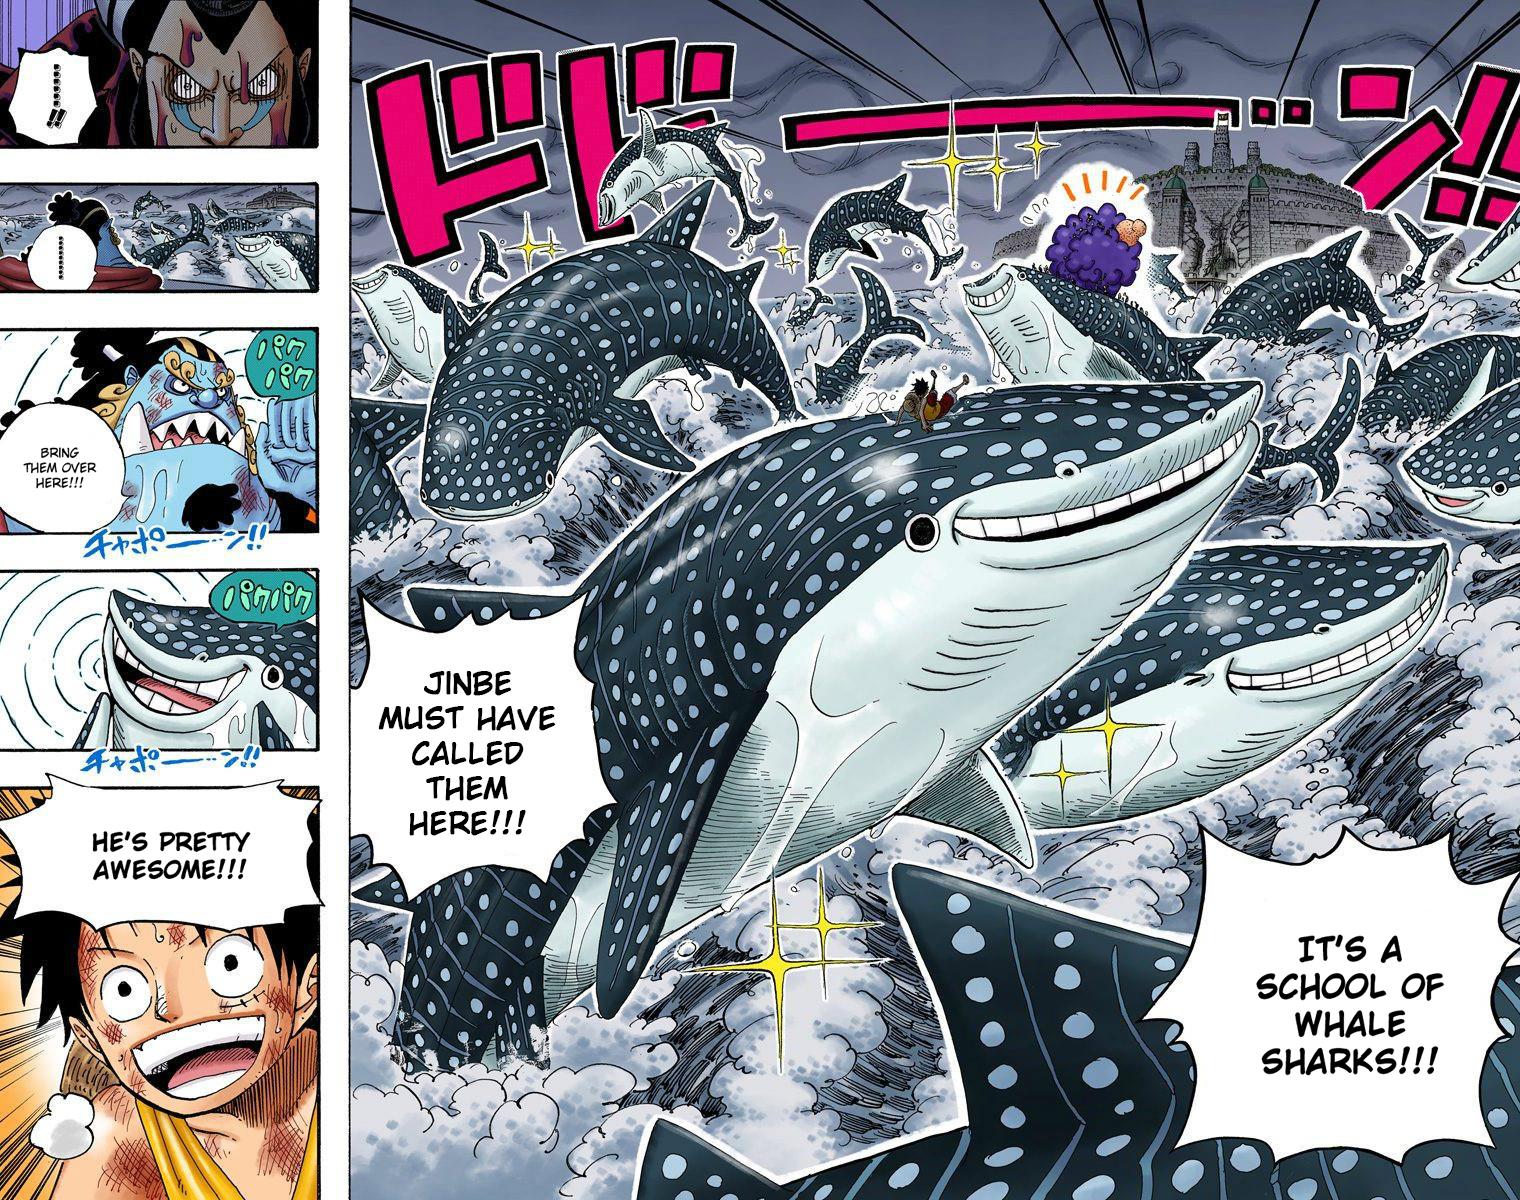 ドドーーン!!
JINBE
MUST HAVE
CALLED
THEM
HERE!!!
IT'S A
SCHOOL OF
WHALE
SHARKS!!!
パク
パク
BRING
THEM OVER
HERE!!!
チャポーーン!!
パクパク
チャポーーン!!
HE'S PRETTY
AWESOME!!!